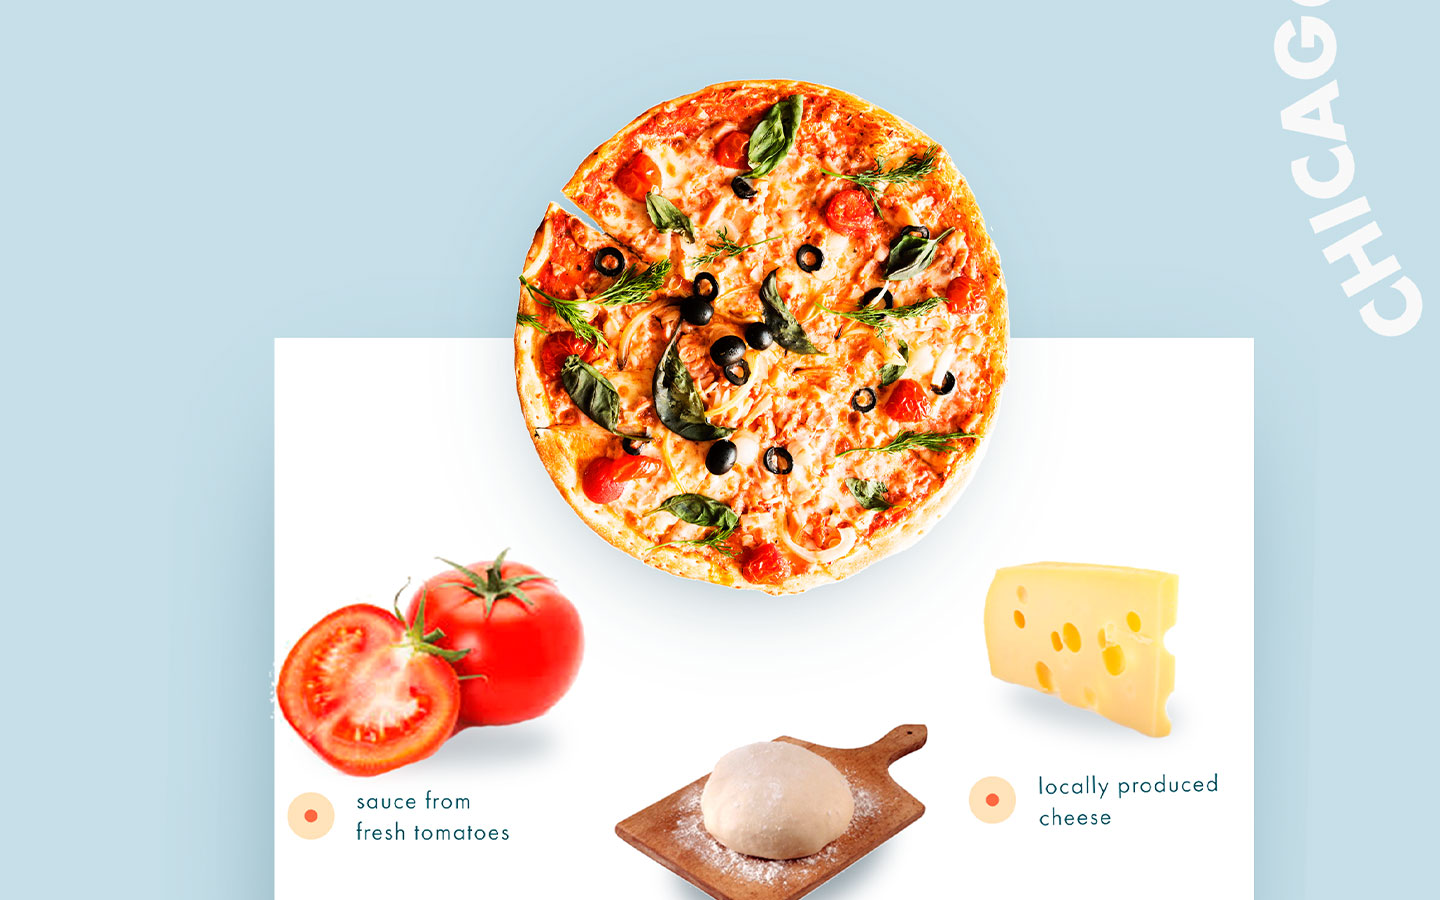 CHICAG
sauce from
fresh tomatoes
locally produced
cheese